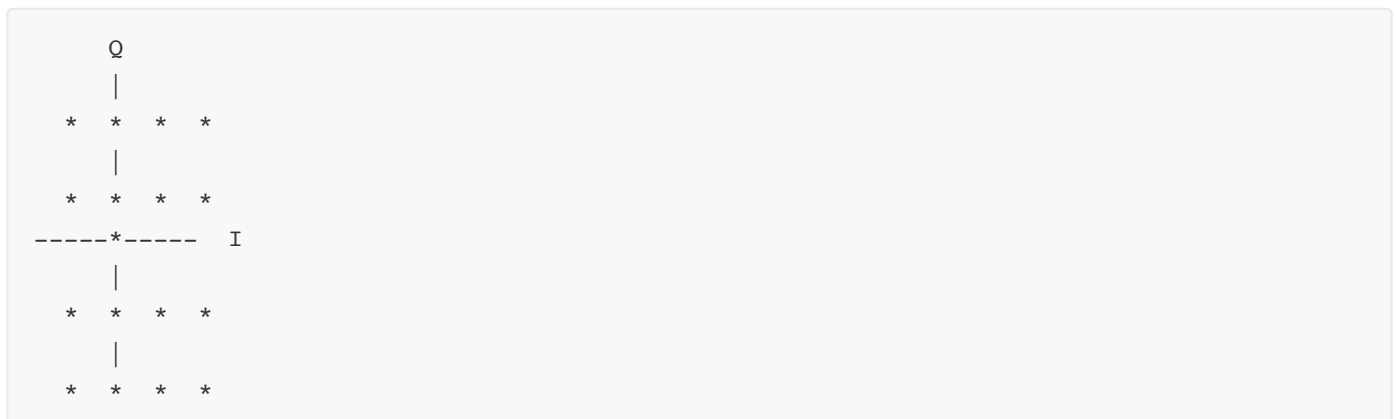 Q
        |
   *   *   *   *
        |
   *   *   *   *
-----*-----   I
        |
   *   *   *   *
        |
   *   *   *   *